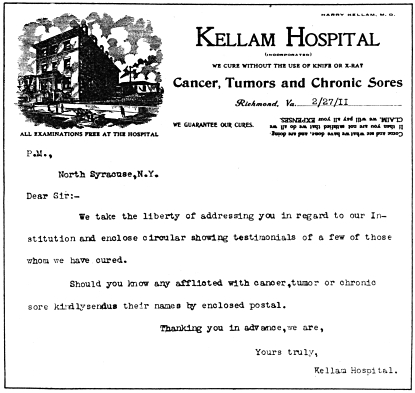 HARRY KELLAM, M. D.
KELLAM HOSPITAL
(INCORPORATED)
WE CURE WITHOUT THE USE OF KNIFE OR X-RAY
Cancer, Tumors and Chronic Sores
Richmond, Va. 2/27/11
ALL EXAMINATIONS FREE AT THE HOSPITAL
WE GUARANTEE OUR CURES.
Come and see what we have done, and are doing.
If then you are not satisfied that we do all we
CLAIM, we will pay all your EXPENSES.
P.M.,
North Syracuse,N.Y.
Dear Sir:-
We take the liberty of addressing you in regard to our In-
stitution and enclose circular showing testimonials of a few of those
whom we have cured.
Should you know any afflicted with cancer,tumor or chronic
sore kindlysendus their names by enclosed postal.
Thanking you in advance,we are,
Yours truly,
Kellam Hospital.